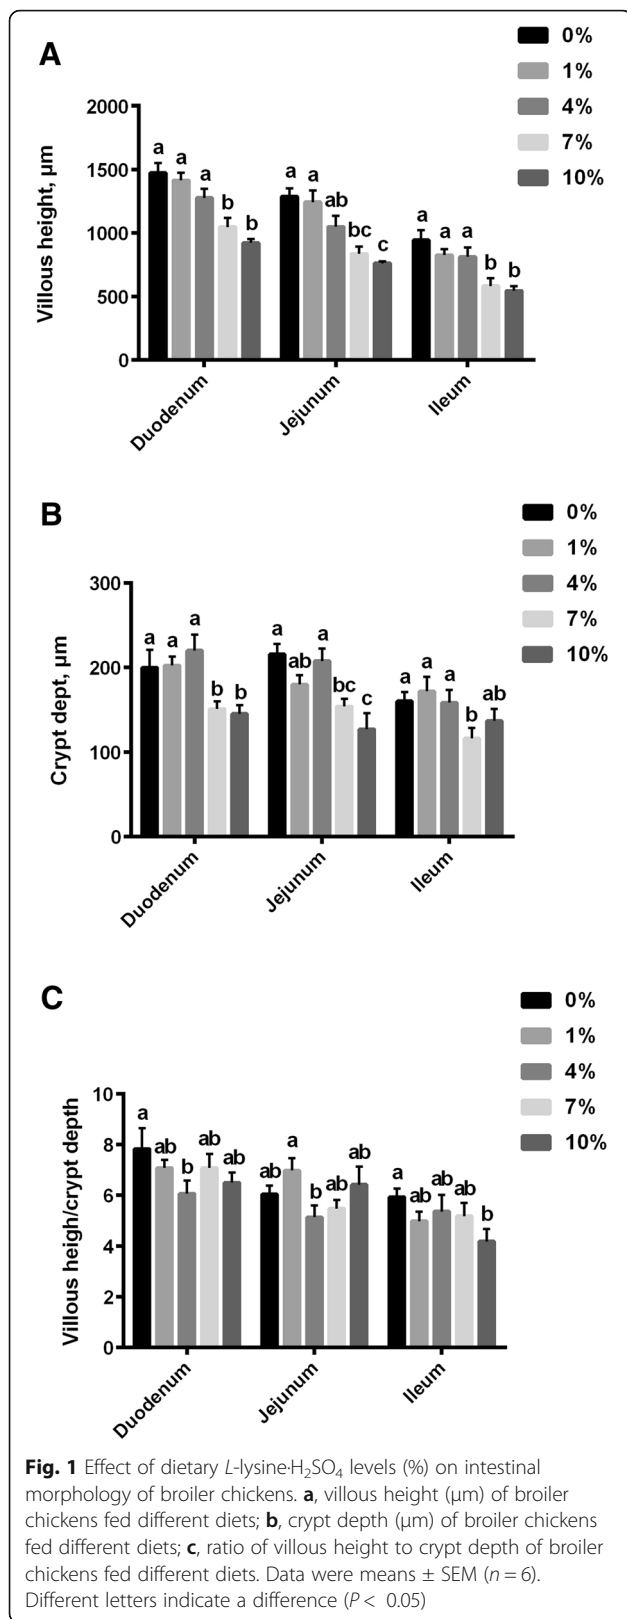 A
0%
1%
4%
7%
10%
Villous height, µm
2000
1500
1000
500
0
a
a
a
b
b
a
a
ab
bc
c
a
a
a
b
b
Duodenum
Jejunum
Ileum
B
0%
1%
4%
7%
10%
Crypt dept, µm
300
200
100
0
a
a
a
b
b
a
ab
a
bc
c
a
a
a
b
ab
Duodenum
Jejunum
Ileum
C
0%
1%
4%
7%
10%
Villous heigh/crypt depth
10
8
6
4
2
0
a
ab
b
ab
ab
ab
a
b
ab
ab
a
ab
ab
ab
b
Duodenum
Jejunum
Ileum
Fig. 1 Effect of dietary L-lysine·H₂SO₄ levels (%) on intestinal
morphology of broiler chickens. a, villous height (µm) of broiler
chickens fed different diets; b, crypt depth (µm) of broiler chickens
fed different diets; c, ratio of villous height to crypt depth of broiler
chickens fed different diets. Data were means ± SEM (n = 6).
Different letters indicate a difference (P < 0.05)